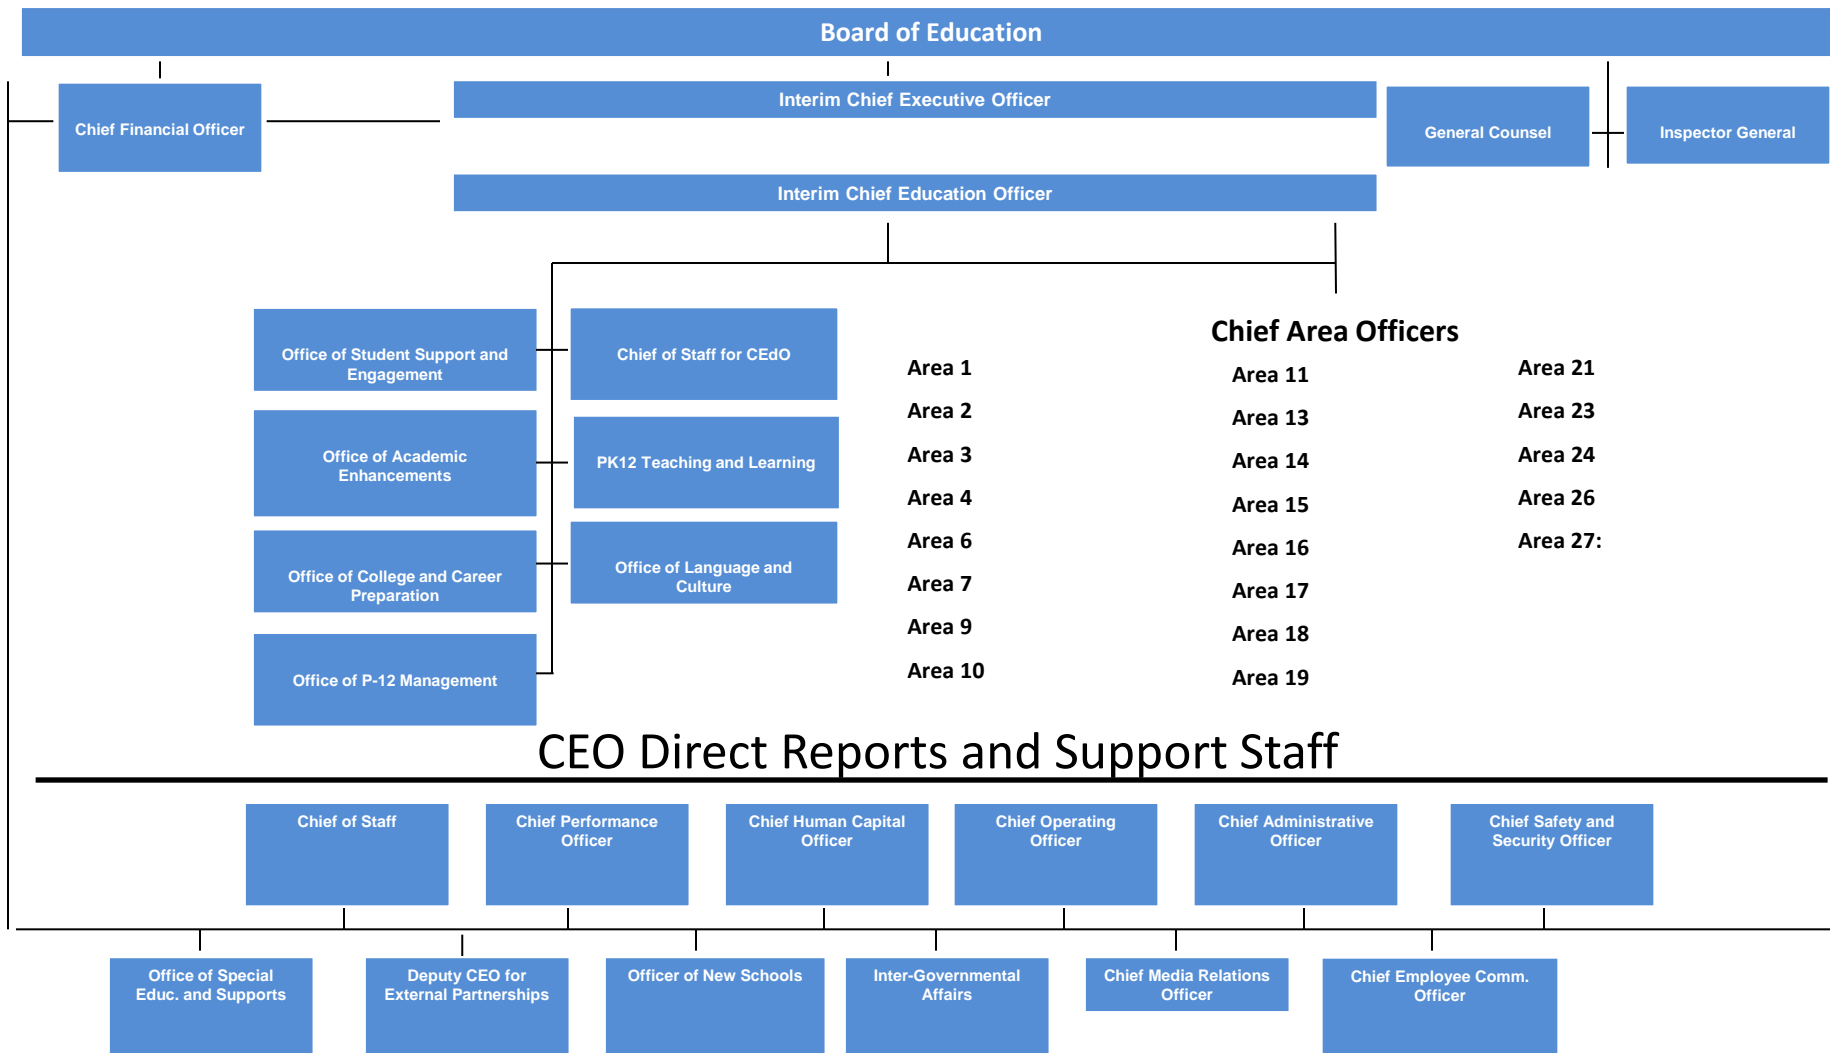 Board of Education
Chief Financial Officer
Interim Chief Executive Officer
General Counsel
Inspector General
Interim Chief Education Officer
Office of Student Support and
Engagement
Chief of Staff for CEdO
Office of Academic
Enhancements
PK12 Teaching and Learning
Office of College and Career
Preparation
Office of Language and
Culture
Office of P-12 Management
Chief Area Officers
Area 1
Area 2
Area 3
Area 4
Area 6
Area 7
Area 9
Area 10
Area 11
Area 13
Area 14
Area 15
Area 16
Area 17
Area 18
Area 19
Area 21
Area 23
Area 24
Area 26
Area 27:
CEO Direct Reports and Support Staff
Chief of Staff
Chief Performance
Officer
Chief Human Capital
Officer
Chief Operating
Officer
Chief Administrative
Officer
Chief Safety and
Security Officer
Office of Special
Educ. and Supports
Deputy CEO for
External Partnerships
Officer of New Schools
Inter-Governmental
Affairs
Chief Media Relations
Officer
Chief Employee Comm.
Officer